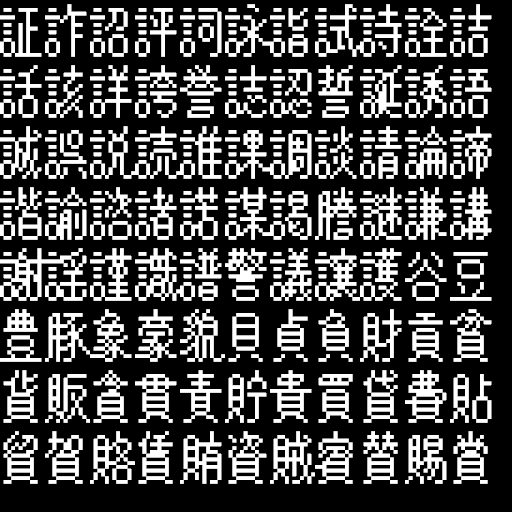 証詐詔評詞詠詣試詩詮詰
話該詳誇誉誌認誓誕誘語
誠誤説読誰課調談請論諦
諧諭諮諸諾謀謁謄謎謙講
謝謡謹識譜警議譲護谷豆
豊豚象豪貌貝貞負財貢貧
貨販貪貫責貯貴買貸費貼
貿賀賂賃賄資賊賓賛賜賞